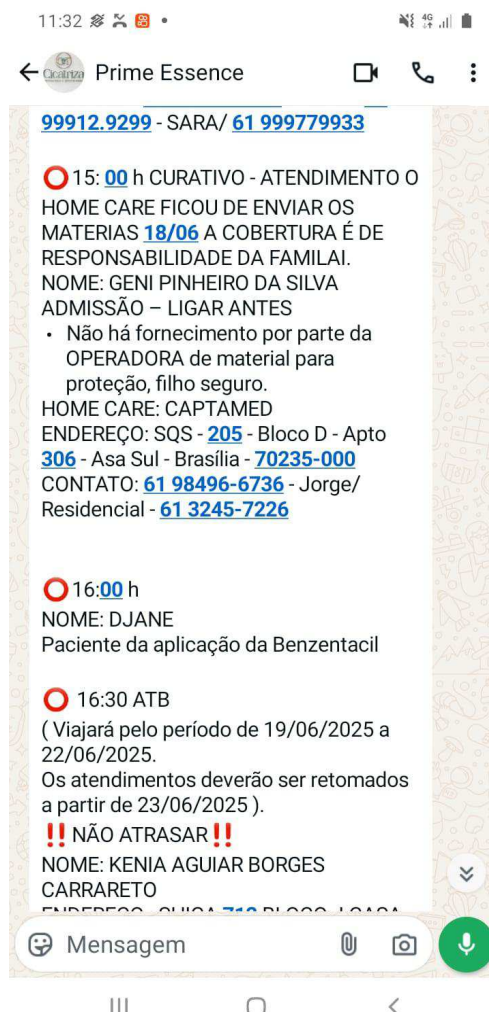 11:32
4G
Cicatriza
Prime Essence
99912.9299 - SARA/ 61 999779933
15: 00 h CURATIVO - ATENDIMENTO O
HOME CARE FICOU DE ENVIAR OS
MATERIAS 18/06 A COBERTURA É DE
RESPONSABILIDADE DA FAMILAI.
NOME: GENI PINHEIRO DA SILVA
ADMISSÃO – LIGAR ANTES
• Não há fornecimento por parte da
OPERADORA de material para
proteção, filho seguro.
HOME CARE: CAPTAMED
ENDEREÇO: SQS - 205 - Bloco D - Apto
306 - Asa Sul - Brasília - 70235-000
CONTATO: 61 98496-6736 - Jorge/
Residencial - 61 3245-7226
16:00 h
NOME: DJANE
Paciente da aplicação da Benzentacil
16:30 ATB
( Viajará pelo período de 19/06/2025 a
22/06/2025.
Os atendimentos deverão ser retomados
a partir de 23/06/2025 ).
‼️ NÃO ATRASAR ‼️
NOME: KENIA AGUIAR BORGES
CARRARETO
Mensagem